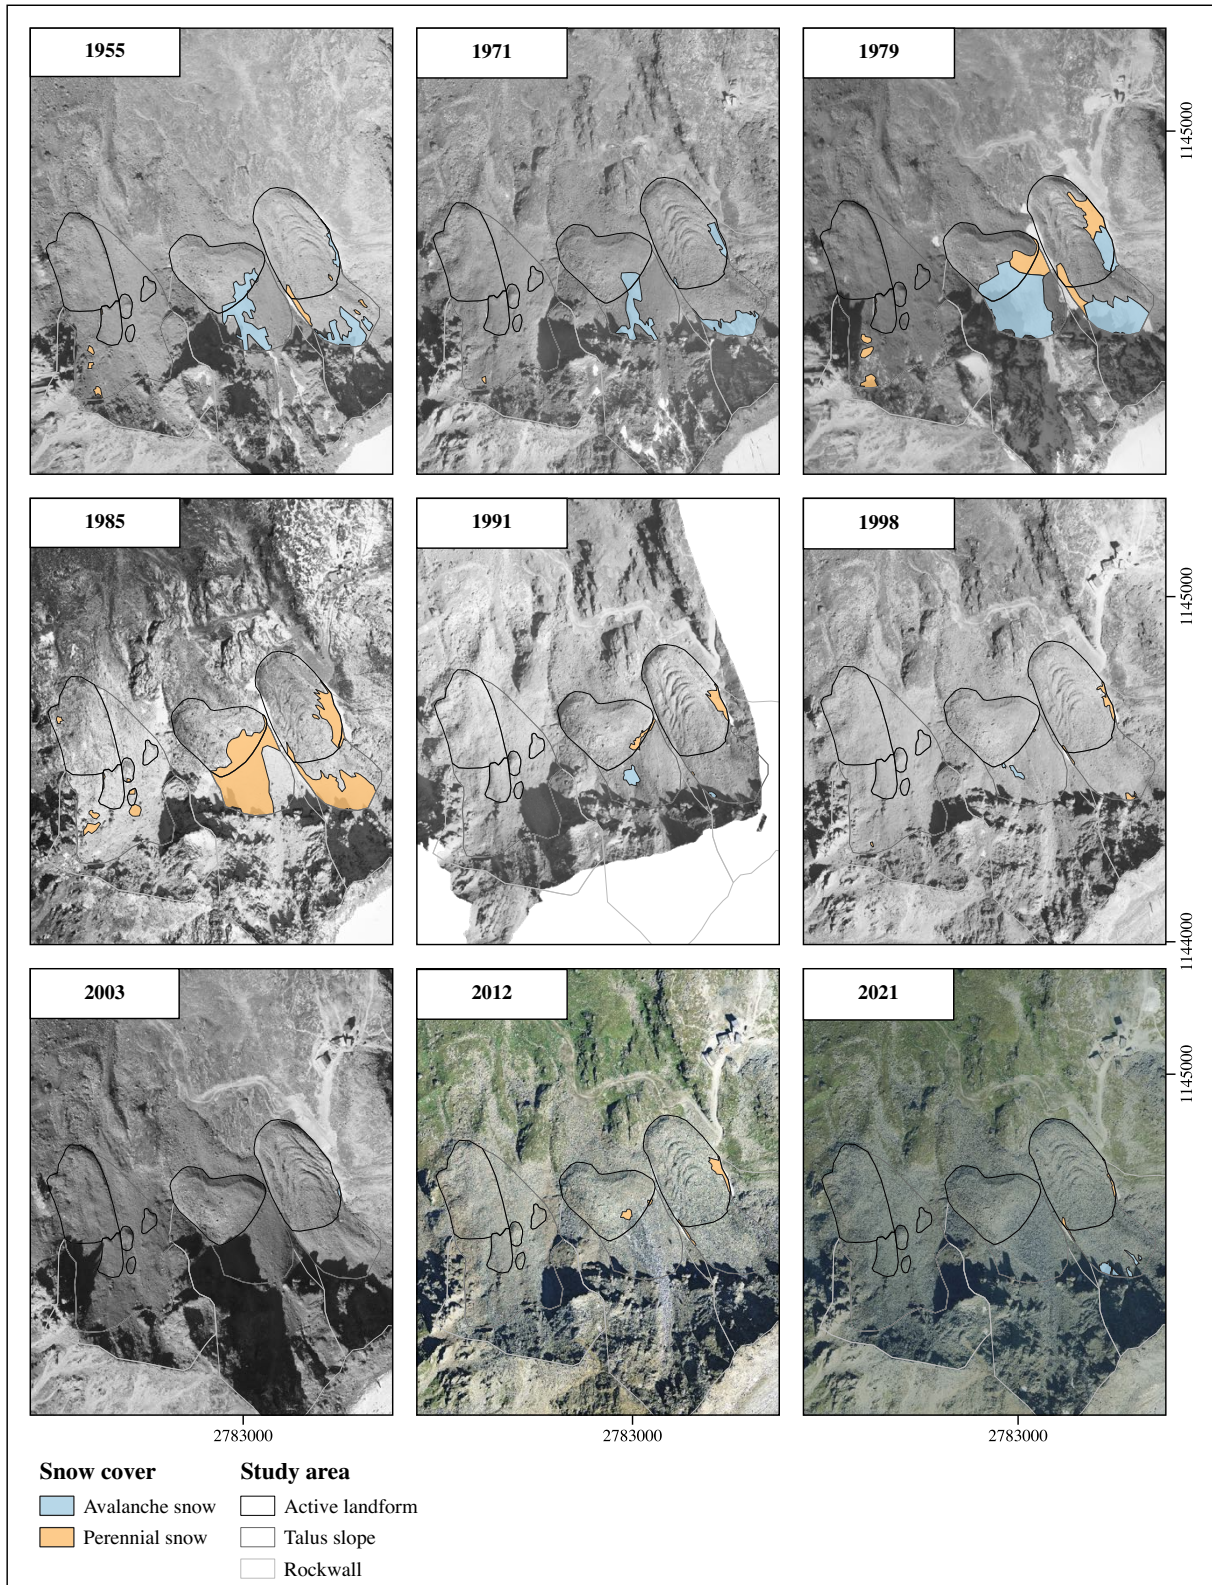 1955
1971
1979
1145000
1985
1991
1998
1145000
1144000
2003
2012
2021
1145000
2783000
2783000
2783000
Snow cover
Study area
Avalanche snow
Active landform
Perennial snow
Talus slope
Rockwall